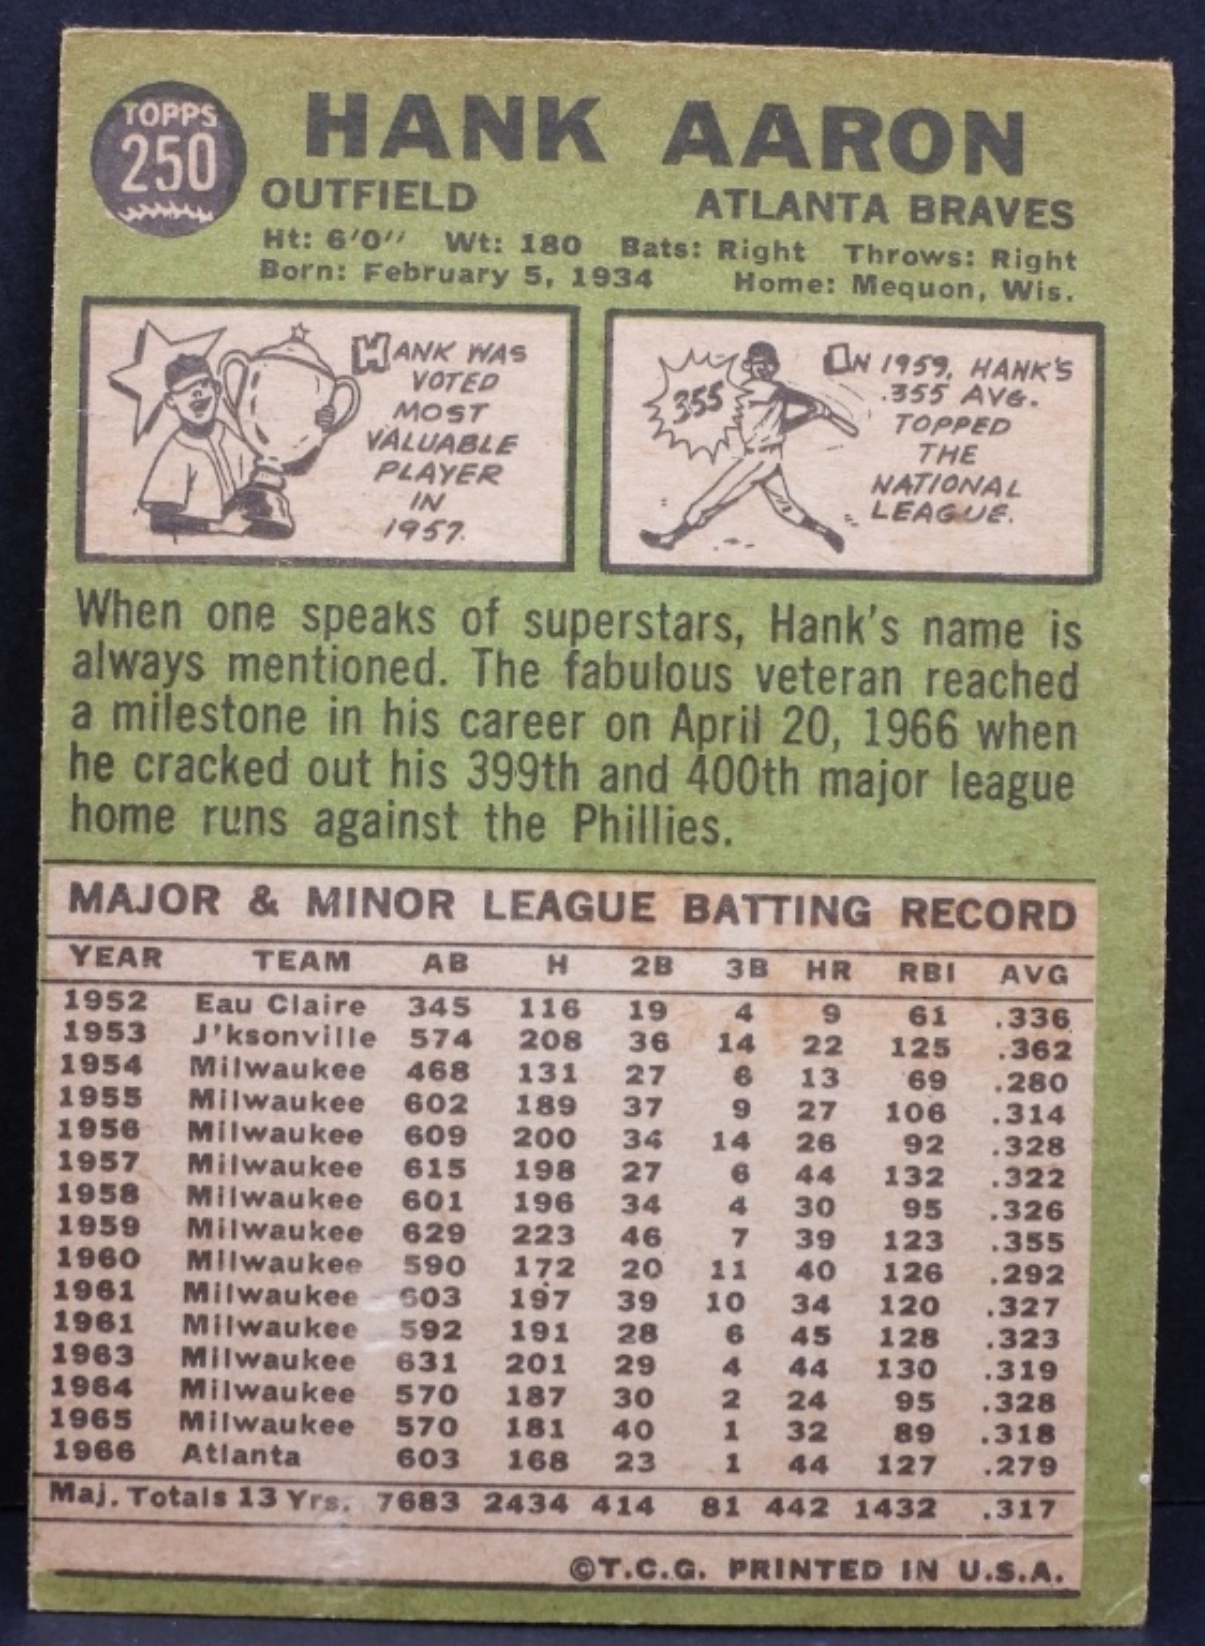 TOPPS
250
HANK AARON
OUTFIELD ATLANTA BRAVES
Ht: 6'0" Wt: 180 Bats: Right Throws: Right
Born: February 5, 1934 Home: Mequon, Wis.
HANK WAS
VOTED
MOST
VALUABLE
PLAYER
IN
1957.
355
IN 1959, HANK'S
.355 AVG.
TOPPED
THE
NATIONAL
LEAGUE.
When one speaks of superstars, Hank's name is
always mentioned. The fabulous veteran reached
a milestone in his career on April 20, 1966 when
he cracked out his 399th and 400th major league
home runs against the Phillies.
MAJOR & MINOR LEAGUE BATTING RECORD
YEAR TEAM AB H 2B 3B HR RBI AVG
1952 Eau Claire 345 116 19 4 9 61 .336
1953 J'ksonville 574 208 36 14 22 125 .362
1954 Milwaukee 468 131 27 6 13 69 .280
1955 Milwaukee 602 189 37 9 27 106 .314
1956 Milwaukee 609 200 34 14 26 92 .328
1957 Milwaukee 615 198 27 6 44 132 .322
1958 Milwaukee 601 196 34 4 30 95 .326
1959 Milwaukee 629 223 46 7 39 123 .355
1960 Milwaukee 590 172 20 11 40 126 .292
1961 Milwaukee 603 197 39 10 34 120 .327
1961 Milwaukee 592 191 28 6 45 128 .323
1963 Milwaukee 631 201 29 4 44 130 .319
1964 Milwaukee 570 187 30 2 24 95 .328
1965 Milwaukee 570 181 40 1 32 89 .318
1966 Atlanta 603 168 23 1 44 127 .279
Maj. Totals 13 Yrs. 7683 2434 414 81 442 1432 .317
©T.C.G. PRINTED IN U.S.A.